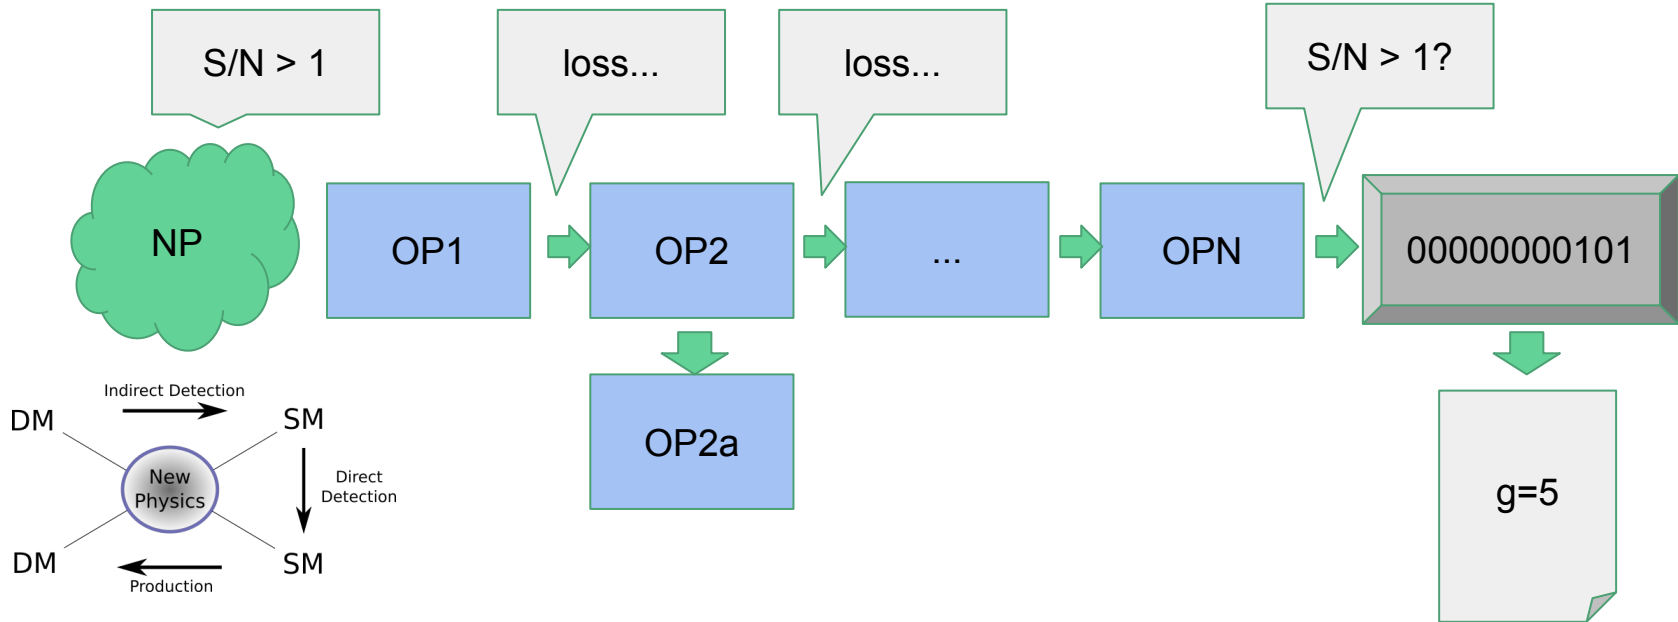 S/N > 1
loss...
loss...
S/N > 1?
NP
OP1
OP2
...
OPN
00000000101
OP2a
g=5
Indirect Detection
DM
SM
New
Physics
Direct
Detection
DM
SM
Production